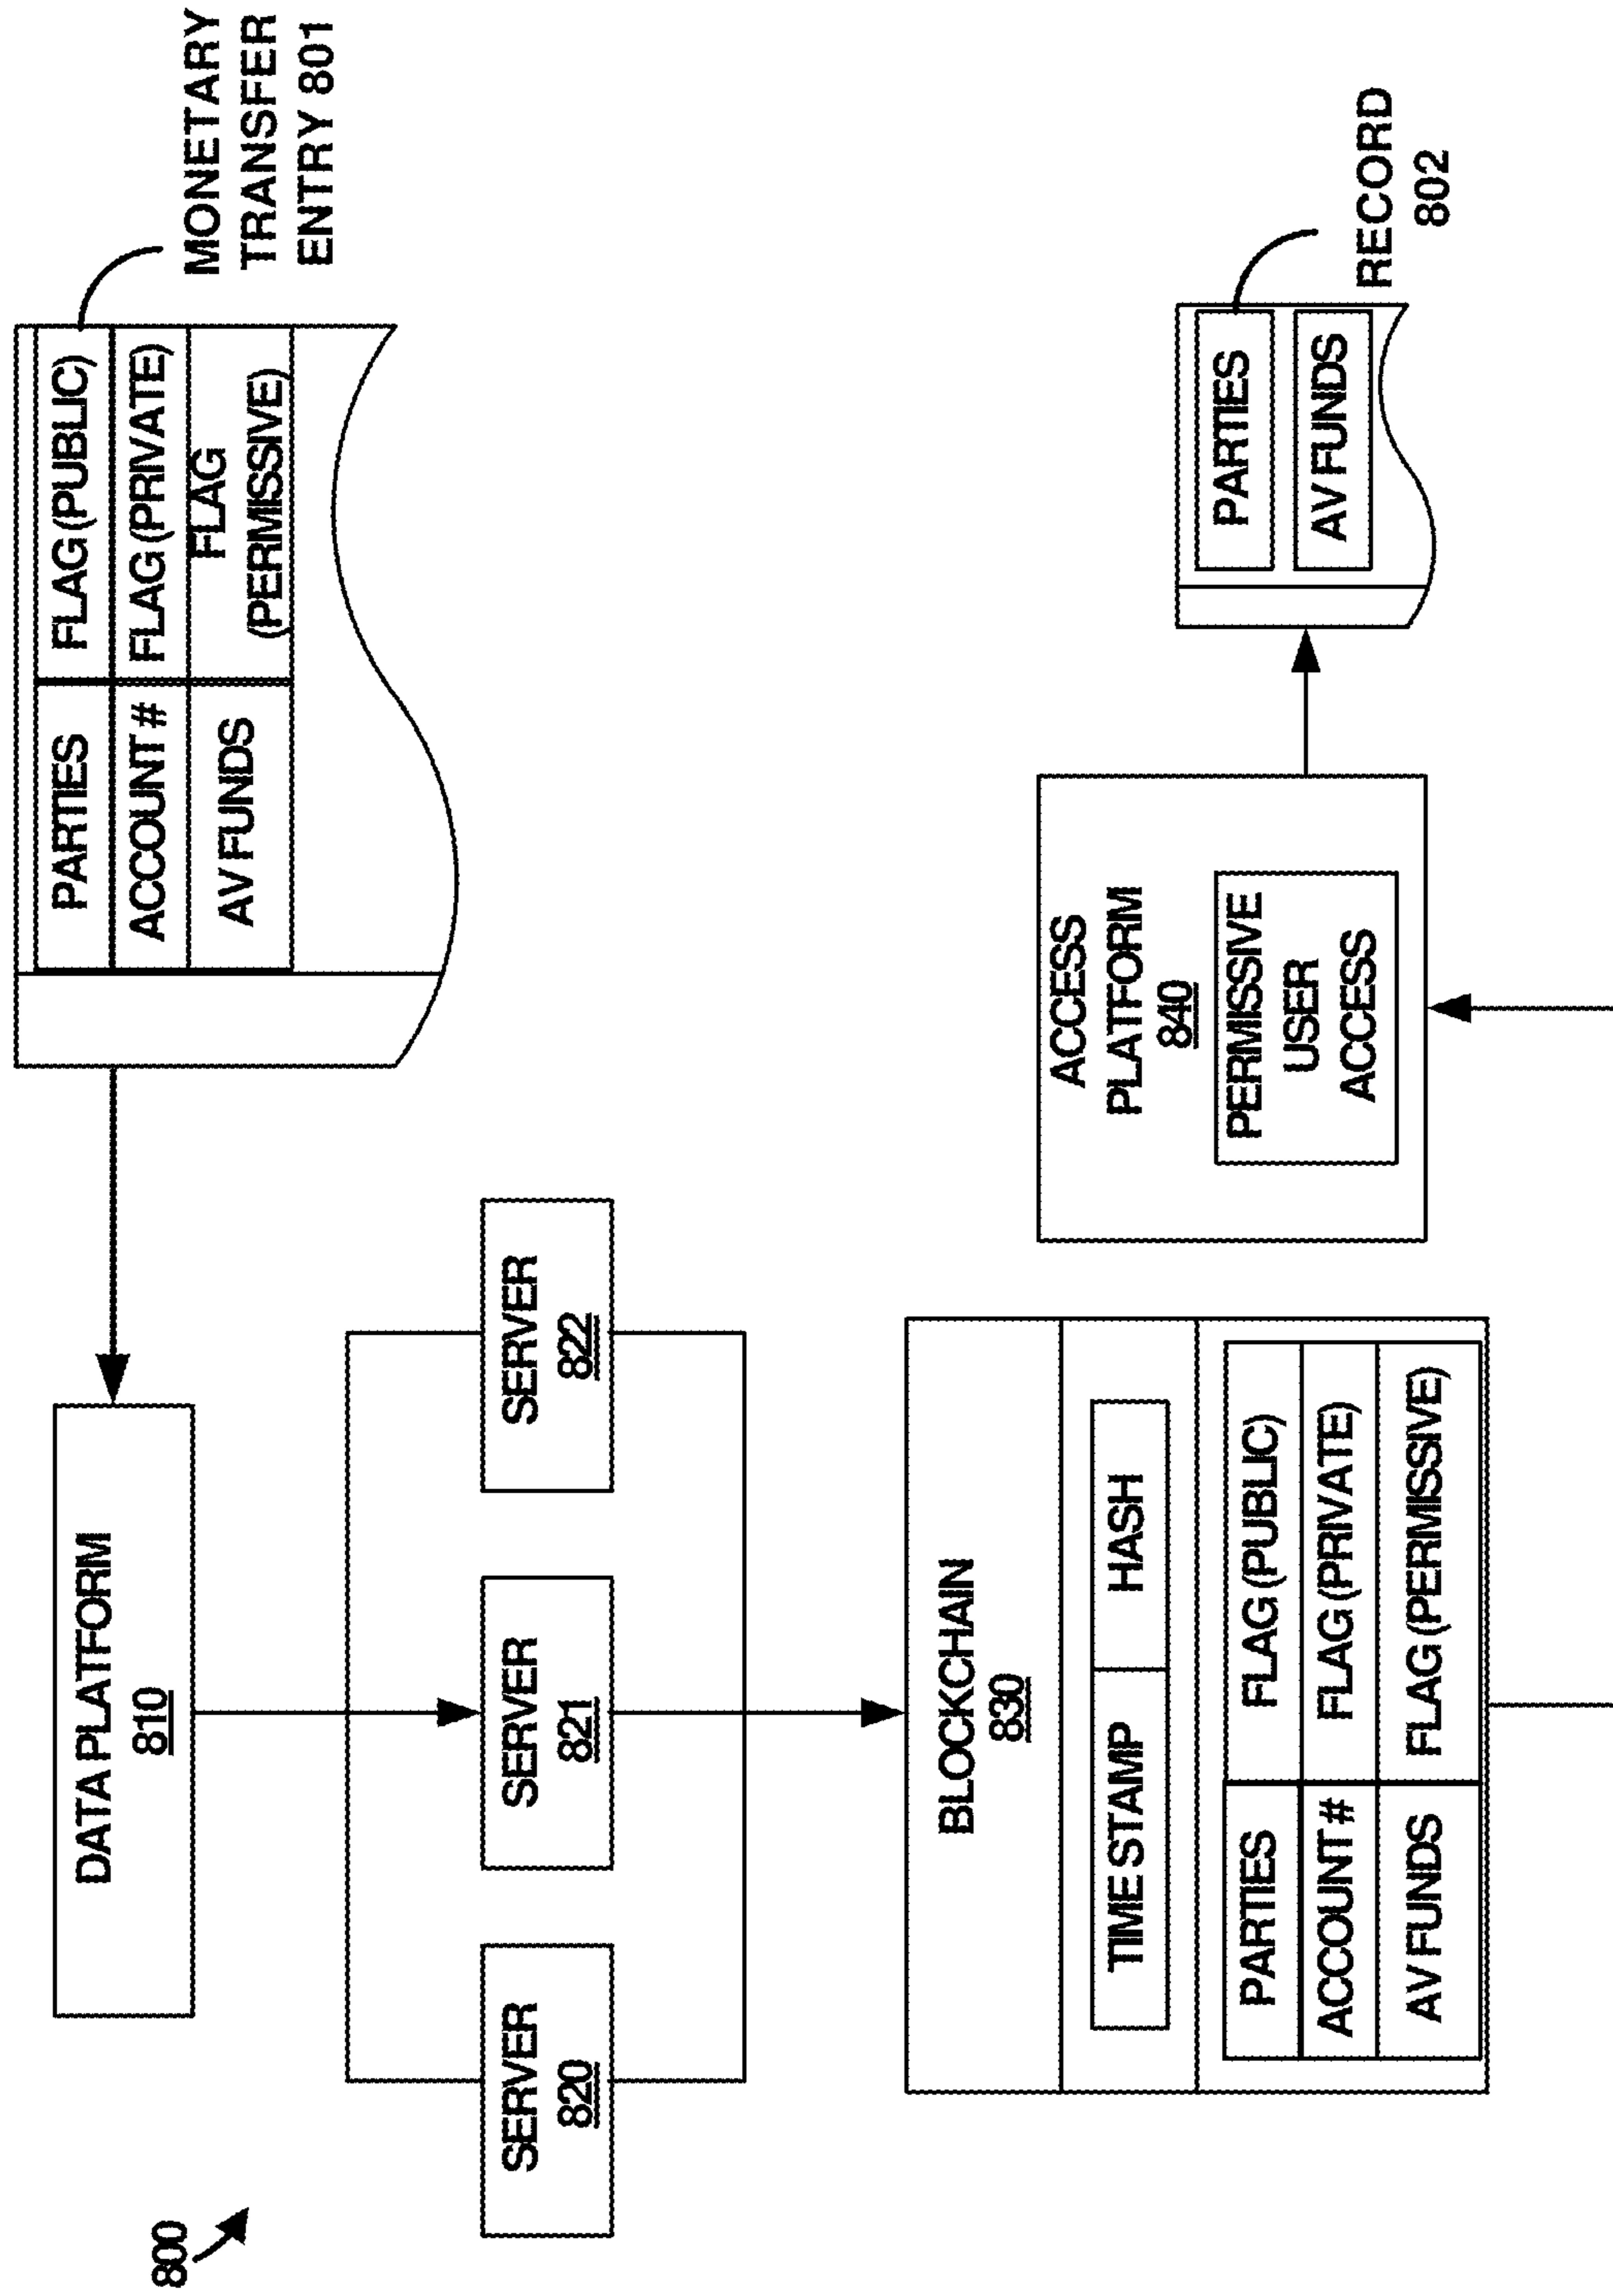 800
DATA PLATFORM
810
PARTIES
FLAG (PUBLIC)
ACCOUNT #
FLAG (PRIVATE)
AV FUNDS
FLAG
(PERMISSIVE)
MONETARY
TRANSFER
ENTRY 801
SERVER
820
SERVER
821
SERVER
822
BLOCKCHAIN
830
TIME STAMP
HASH
PARTIES
FLAG (PUBLIC)
ACCOUNT #
FLAG (PRIVATE)
AV FUNDS
FLAG (PERMISSIVE)
ACCESS
PLATFORM
840
PERMISSIVE
USER
ACCESS
PARTIES
AV FUNDS
RECORD
802